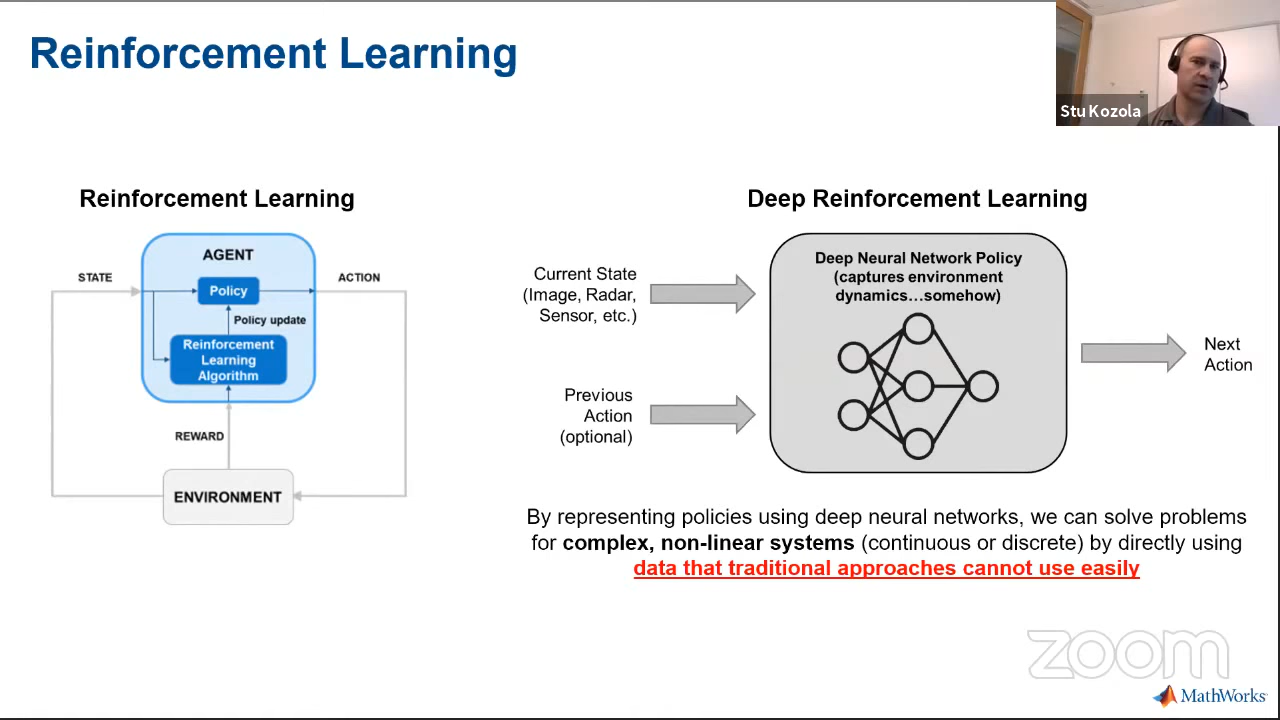 Reinforcement Learning
Stu Kozola
Reinforcement Learning
AGENT
STATE
ACTION
Policy
Policy update
Reinforcement
Learning
Algorithm
REWARD
ENVIRONMENT
Deep Reinforcement Learning
Current State
(Image, Radar,
Sensor, etc.)
Previous
Action
(optional)
Deep Neural Network Policy
(captures environment
dynamics…somehow)
Next
Action
By representing policies using deep neural networks, we can solve problems
for complex, non-linear systems (continuous or discrete) by directly using
data that traditional approaches cannot use easily
zoom
MathWorks